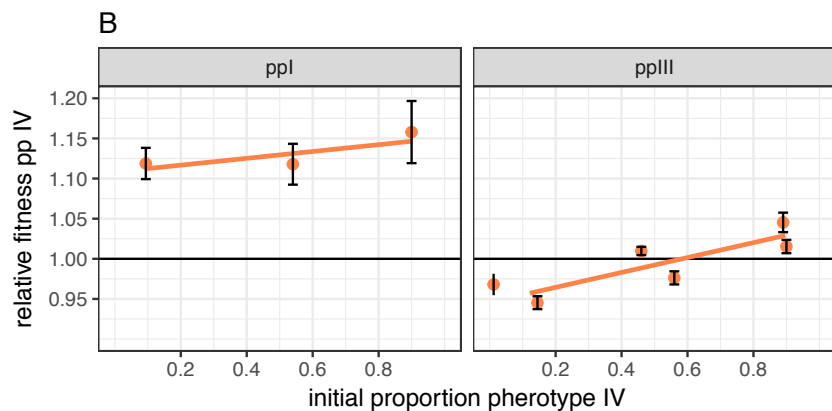 B
ppI
ppIII
relative fitness pp IV
1.20
1.15
1.10
1.05
1.00
0.95
0.2 0.4 0.6 0.8
0.2 0.4 0.6 0.8
initial proportion pherotype IV